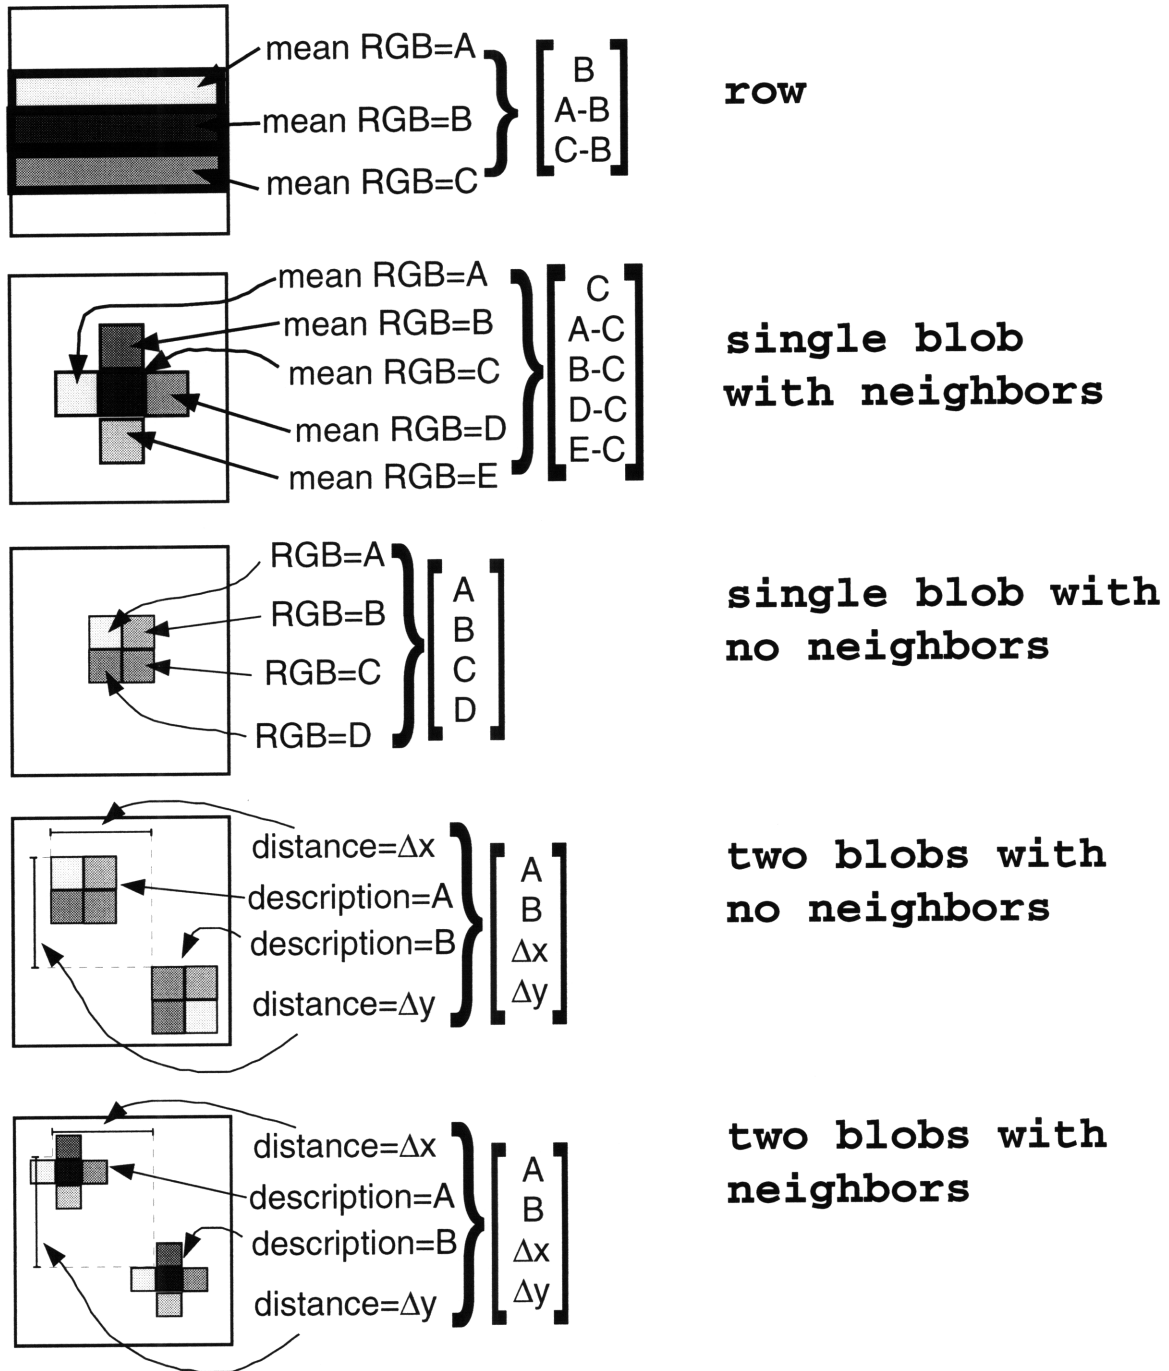 mean RGB=A
mean RGB=B
mean RGB=C
B
A-B
C-B
row
mean RGB=A
mean RGB=B
mean RGB=C
mean RGB=D
mean RGB=E
C
A-C
B-C
D-C
E-C
single blob
with neighbors
RGB=A
RGB=B
RGB=C
RGB=D
A
B
C
D
single blob with
no neighbors
distance=Δx
description=A
description=B
distance=Δy
A
B
Δx
Δy
two blobs with
no neighbors
distance=Δx
description=A
description=B
distance=Δy
A
B
Δx
Δy
two blobs with
neighbors